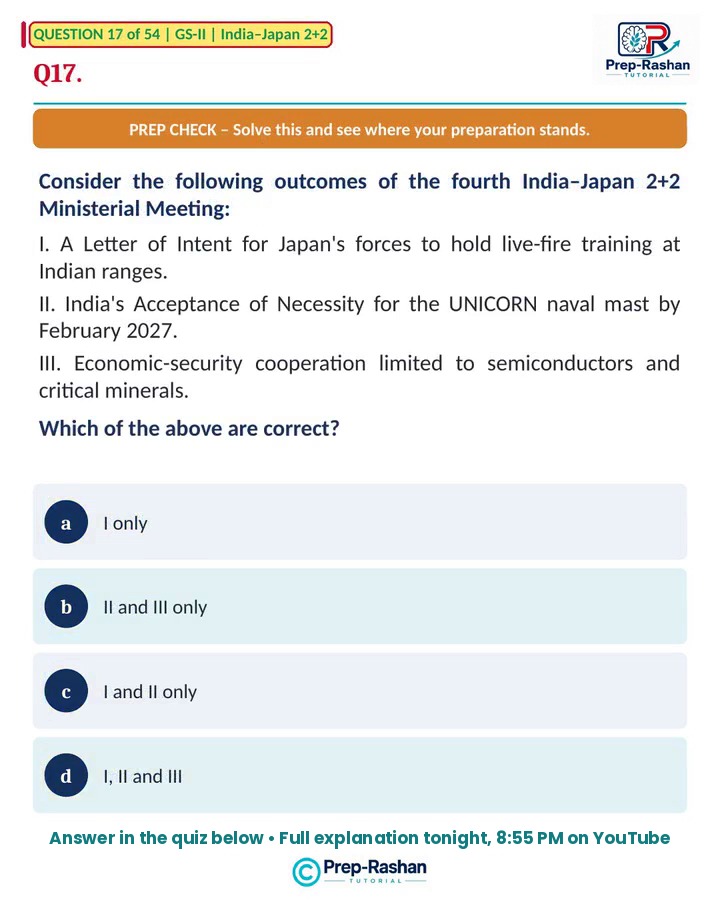 QUESTION 17 of 54 | GS-II | India–Japan 2+2
Prep-Rashan
TUTORIAL
Q17.
PREP CHECK – Solve this and see where your preparation stands.
Consider the following outcomes of the fourth India–Japan 2+2
Ministerial Meeting:
I. A Letter of Intent for Japan's forces to hold live-fire training at
Indian ranges.
II. India's Acceptance of Necessity for the UNICORN naval mast by
February 2027.
III. Economic-security cooperation limited to semiconductors and
critical minerals.
Which of the above are correct?
a I only
b II and III only
c I and II only
d I, II and III
Answer in the quiz below • Full explanation tonight, 8:55 PM on YouTube
© Prep-Rashan
TUTORIAL